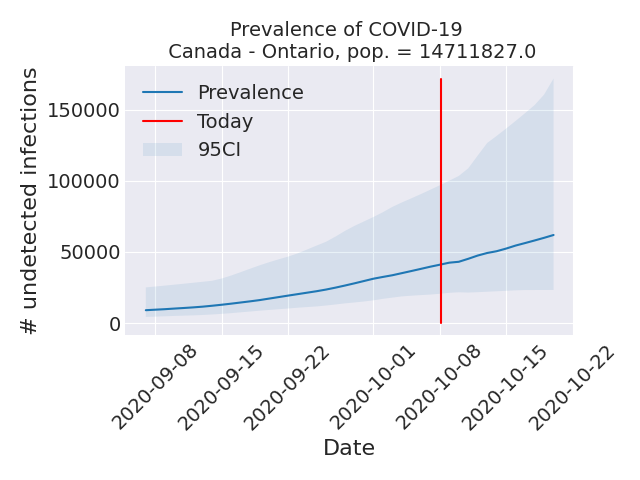 Prevalence of COVID-19
Canada - Ontario, pop. = 14711827.0
# undetected infections
150000
100000
50000
0
Prevalence
Today
95CI
2020-09-08
2020-09-15
2020-09-22
2020-10-01
2020-10-08
2020-10-15
2020-10-22
Date